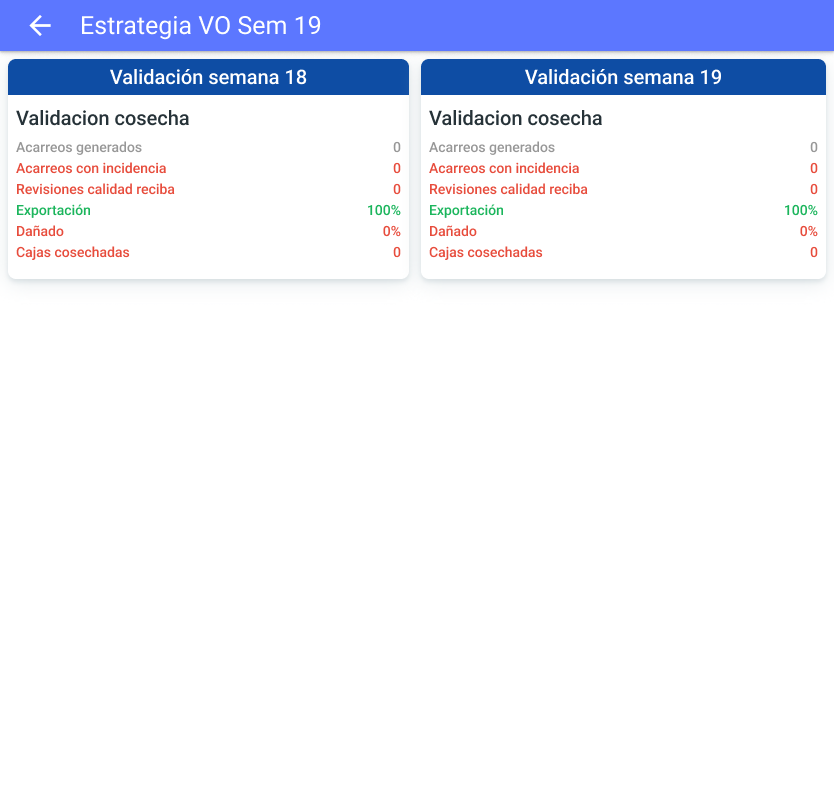 Estrategia VO Sem 19
Validación semana 18
Validacion cosecha
Acarreos generados 0
Acarreos con incidencia 0
Revisiones calidad reciba 0
Exportación 100%
Dañado 0%
Cajas cosechadas 0
Validación semana 19
Validacion cosecha
Acarreos generados 0
Acarreos con incidencia 0
Revisiones calidad reciba 0
Exportación 100%
Dañado 0%
Cajas cosechadas 0